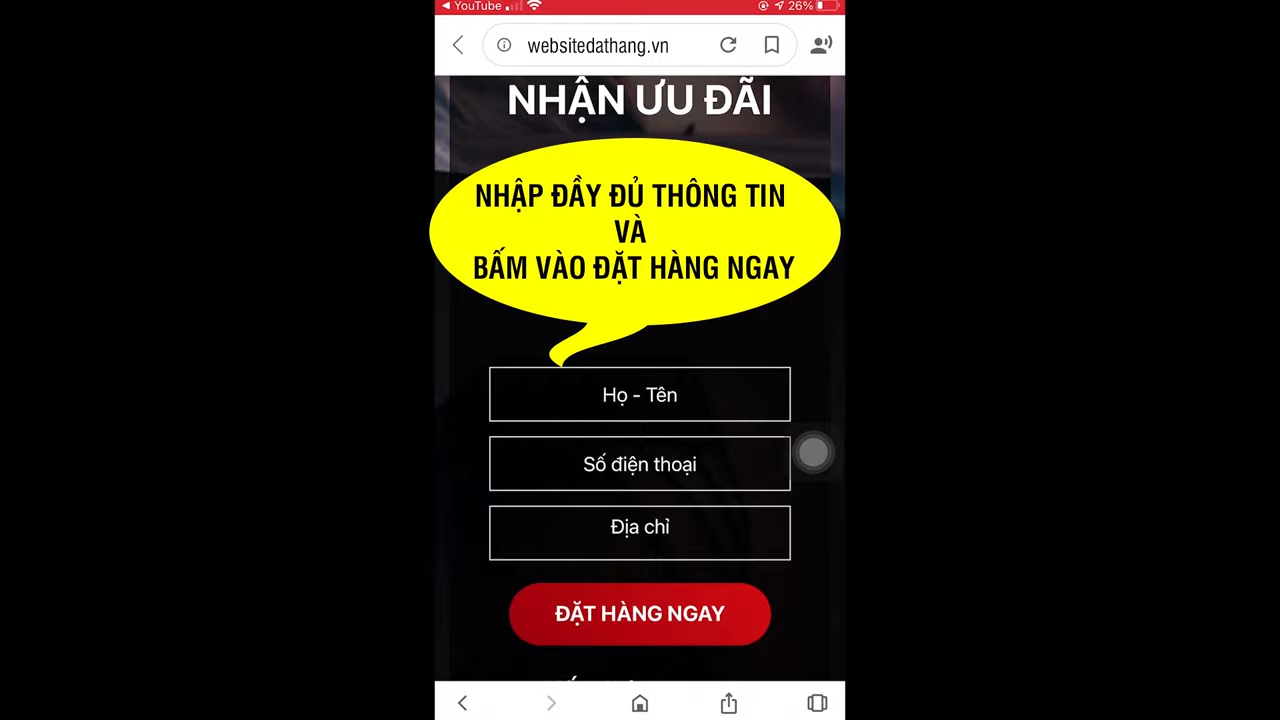 YouTube 26%
websitedathang.vn
NHẬN ƯU ĐÃI
NHẬP ĐẦY ĐỦ THÔNG TIN
VÀ
BẤM VÀO ĐẶT HÀNG NGAY
Họ - Tên
Số điện thoại
Địa chỉ
ĐẶT HÀNG NGAY